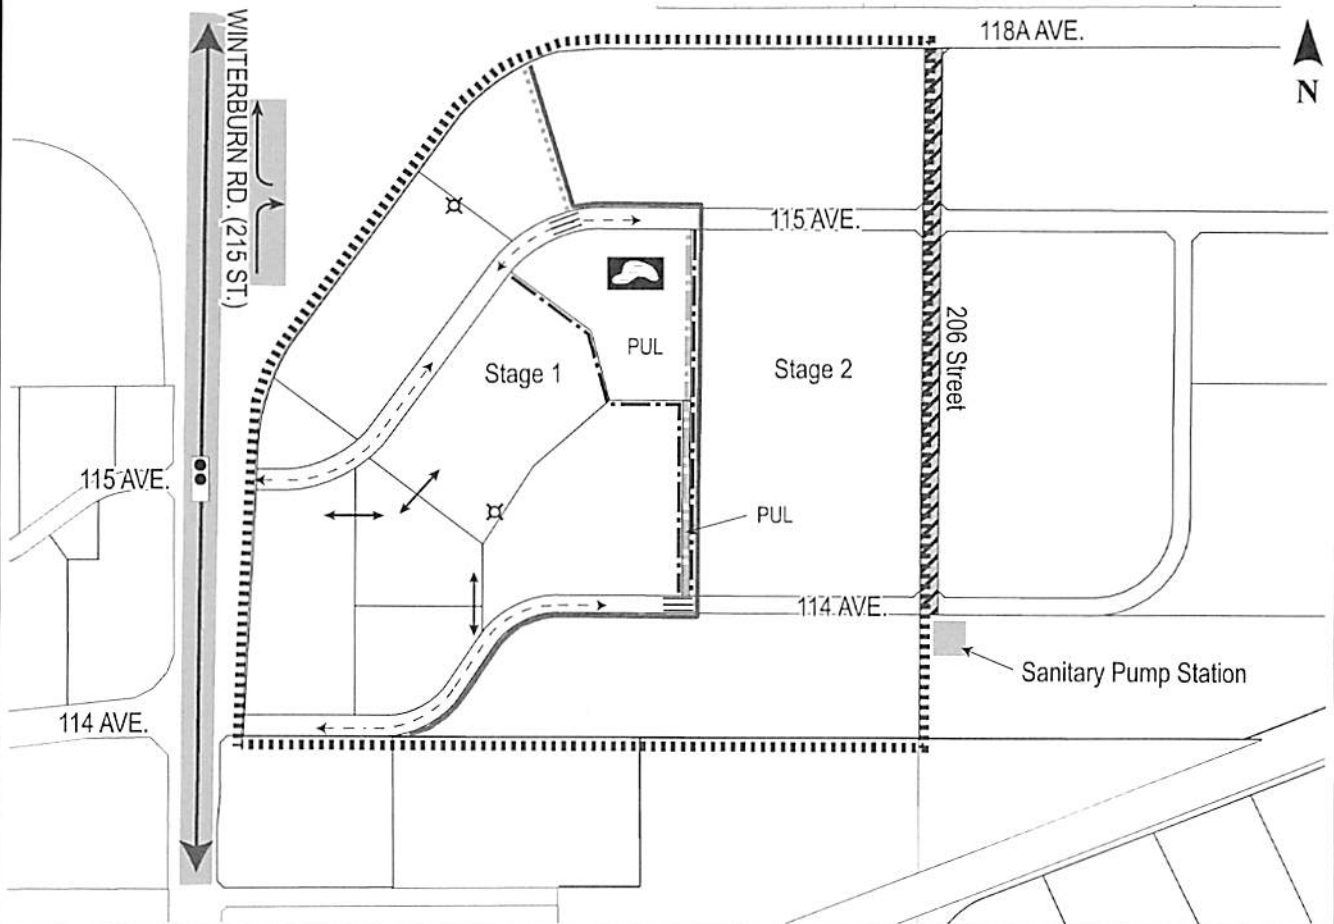 118A AVE.
N
WINTERBURN RD. (215 ST.)
115 AVE.
206 Street
PUL
Stage 1
Stage 2
115 AVE.
PUL
114 AVE.
Sanitary Pump Station
114 AVE.